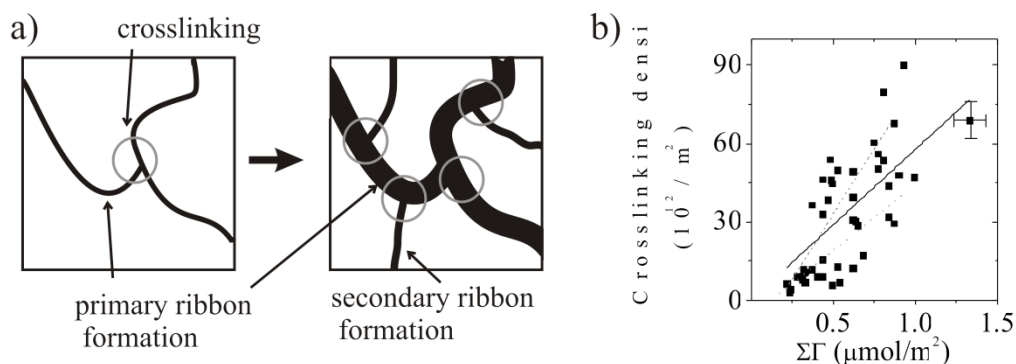 a)
crosslinking
primary ribbon
formation
secondary ribbon
formation
b)
Crosslinking densi
(10¹² / m²)
90
60
30
0
0.5
1.0
1.5
ΣΓ (μmol/m²)